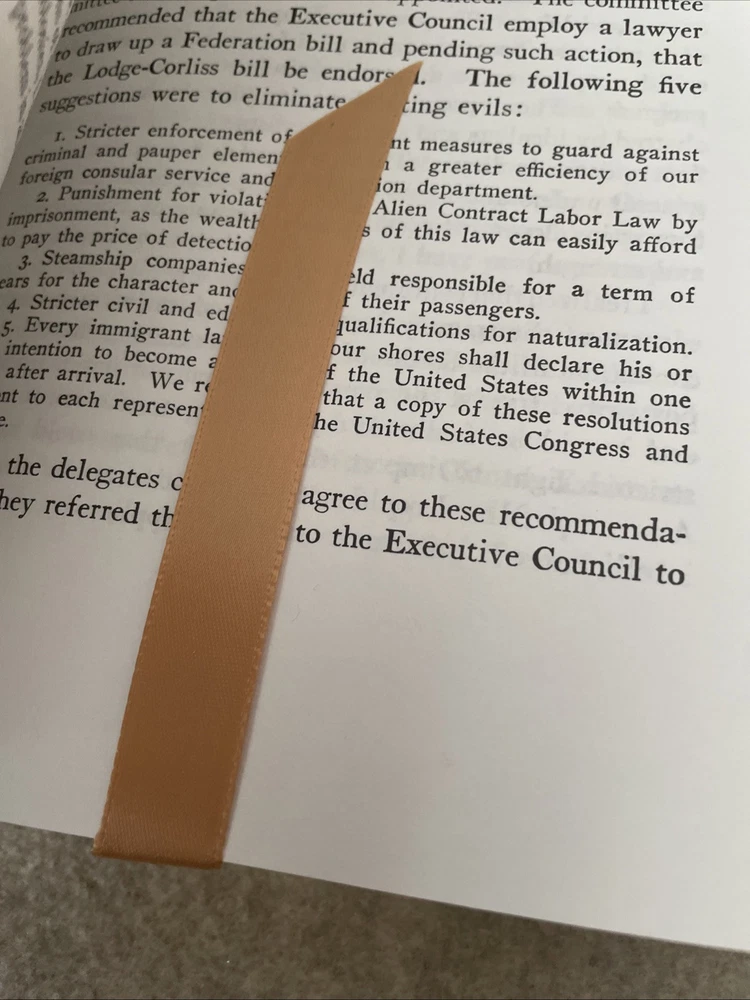 The committee
recommended that the Executive Council employ a lawyer
to draw up a Federation bill and pending such action, that
the Lodge-Corliss bill be endors . The following five
suggestions were to eliminate ting evils:
1. Stricter enforcement of nt measures to guard against
criminal and pauper elemen a greater efficiency of our
foreign consular service and ion department.
2. Punishment for violat Alien Contract Labor Law by
imprisonment, as the wealth s of this law can easily afford
to pay the price of detectio
3. Steamship companies eld responsible for a term of
ears for the character and f their passengers.
4. Stricter civil and ed qualifications for naturalization.
5. Every immigrant la our shores shall declare his or
intention to become a f the United States within one
after arrival. We re that a copy of these resolutions
nt to each represen he United States Congress and
e.
the delegates c agree to these recommenda-
hey referred th to the Executive Council to